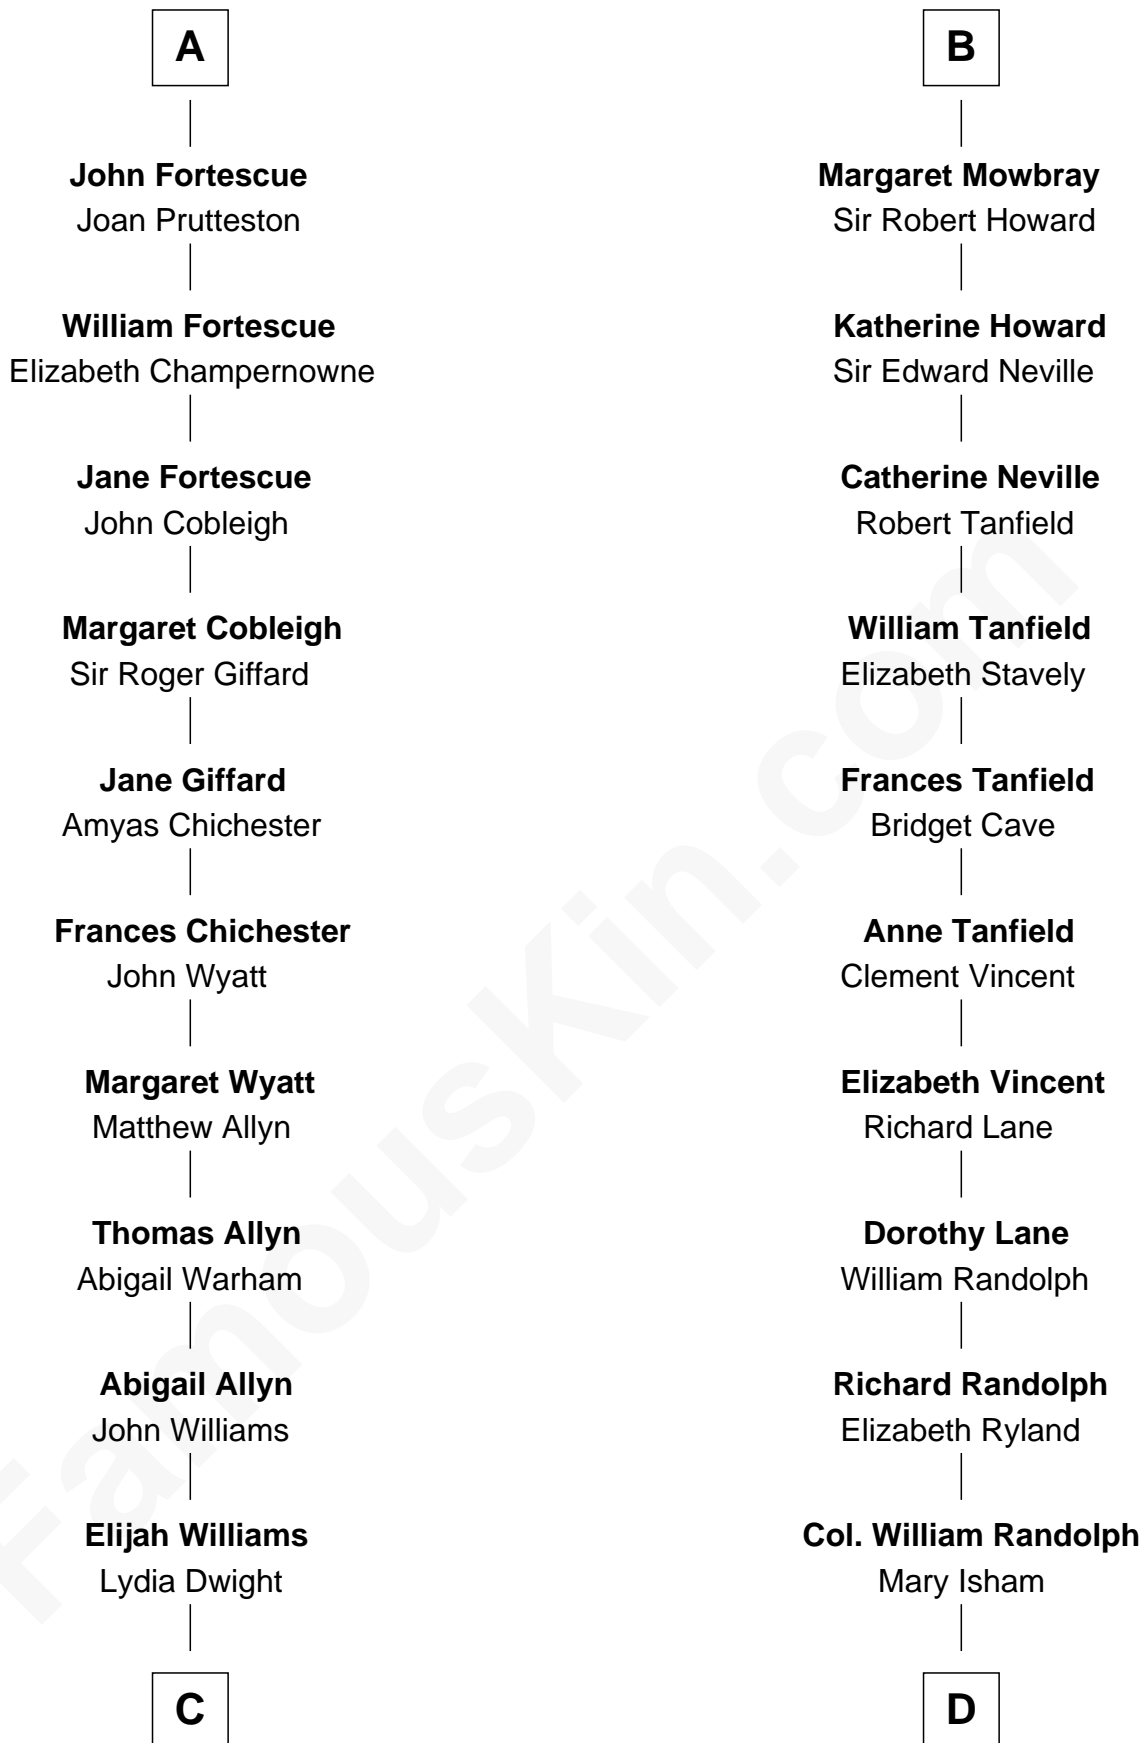 A
John Fortescue
Joan Prutteston
William Fortescue
Elizabeth Champernowne
Jane Fortescue
John Cobleigh
Margaret Cobleigh
Sir Roger Giffard
Jane Giffard
Amyas Chichester
Frances Chichester
John Wyatt
Margaret Wyatt
Matthew Allyn
Thomas Allyn
Abigail Warham
Abigail Allyn
John Williams
Elijah Williams
Lydia Dwight
C
B
Margaret Mowbray
Sir Robert Howard
Katherine Howard
Sir Edward Neville
Catherine Neville
Robert Tanfield
William Tanfield
Elizabeth Stavely
Frances Tanfield
Bridget Cave
Anne Tanfield
Clement Vincent
Elizabeth Vincent
Richard Lane
Dorothy Lane
William Randolph
Richard Randolph
Elizabeth Ryland
Col. William Randolph
Mary Isham
D
FamousKin.com